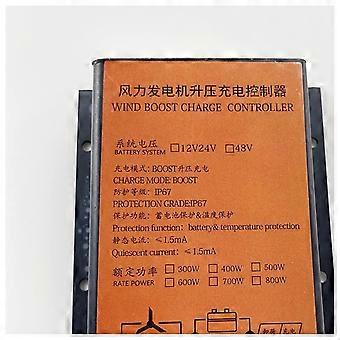 风力发电机升压充电控制器
WIND BOOST CHARGE CONTROLLER
系统电压 □12V24V □48V
BATTERY SYSTEM
充电模式: BOOST升压充电
CHARGE MODE: BOOST
防护等级: IP67
PROTECTION GRADE:IP67
保护功能: 蓄电池保护&温度保护
Protection function: battery& temperature protection
静态电流: ≤1.5mA
Quiescent current: ≤1.5mA
额定功率 □300W □400W □500W
RATE POWER □600W □700W □800W
卸荷 充电